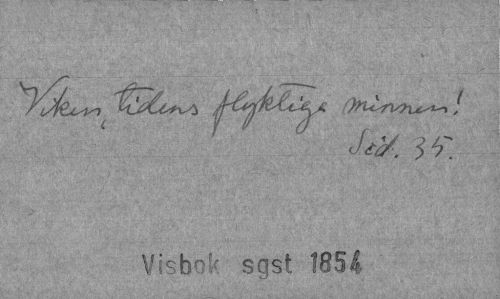 Viken, tidens flyktiga minnen!
Sid. 35.
Visbok sgst 1854